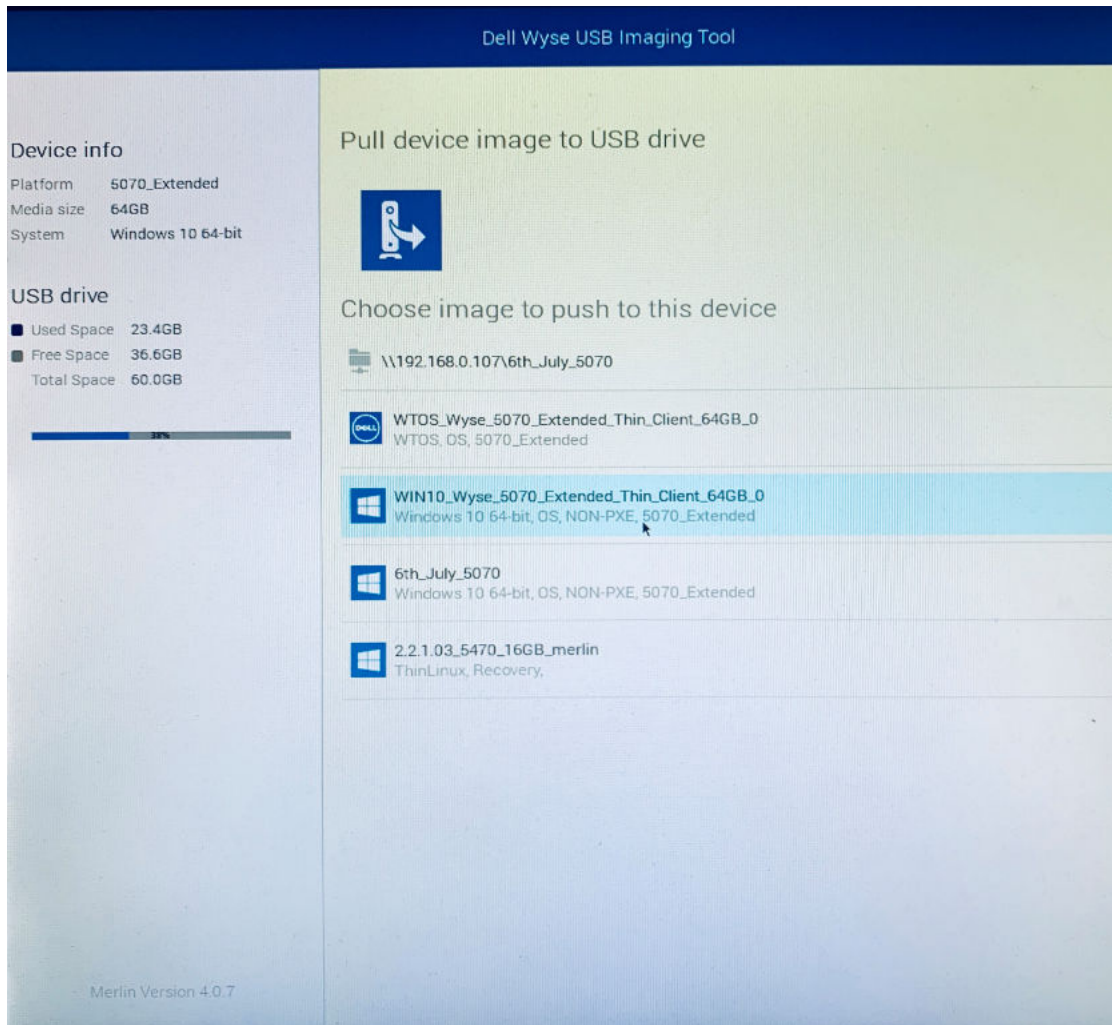 Dell Wyse USB Imaging Tool
Device info
Platform 5070_Extended
Media size 64GB
System Windows 10 64-bit
USB drive
Used Space 23.4GB
Free Space 36.6GB
Total Space 60.0GB
38%
Merlin Version 4.0.7
Pull device image to USB drive
Choose image to push to this device
\\192.168.0.107\6th_July_5070
DELL
WTOS_Wyse_5070_Extended_Thin_Client_64GB_0
WTOS, OS, 5070_Extended
WIN10_Wyse_5070_Extended_Thin_Client_64GB_0
Windows 10 64-bit, OS, NON-PXE, 5070_Extended
6th_July_5070
Windows 10 64-bit, OS, NON-PXE, 5070_Extended
2.2.1.03_5470_16GB_merlin
ThinLinux, Recovery,